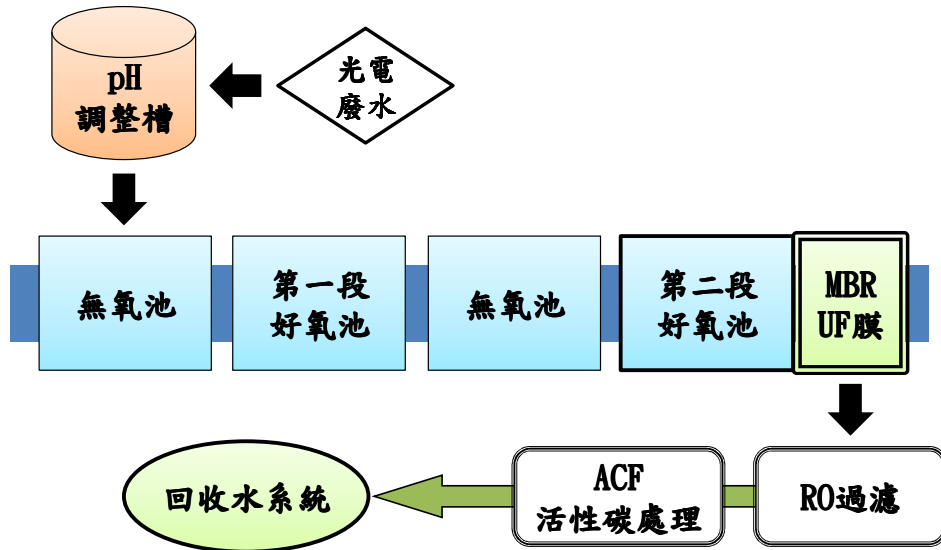 光電
廢水
pH
調整槽
無氧池
第一段
好氧池
無氧池
第二段
好氧池
MBR
UF膜
RO過濾
ACF
活性碳處理
回收水系統